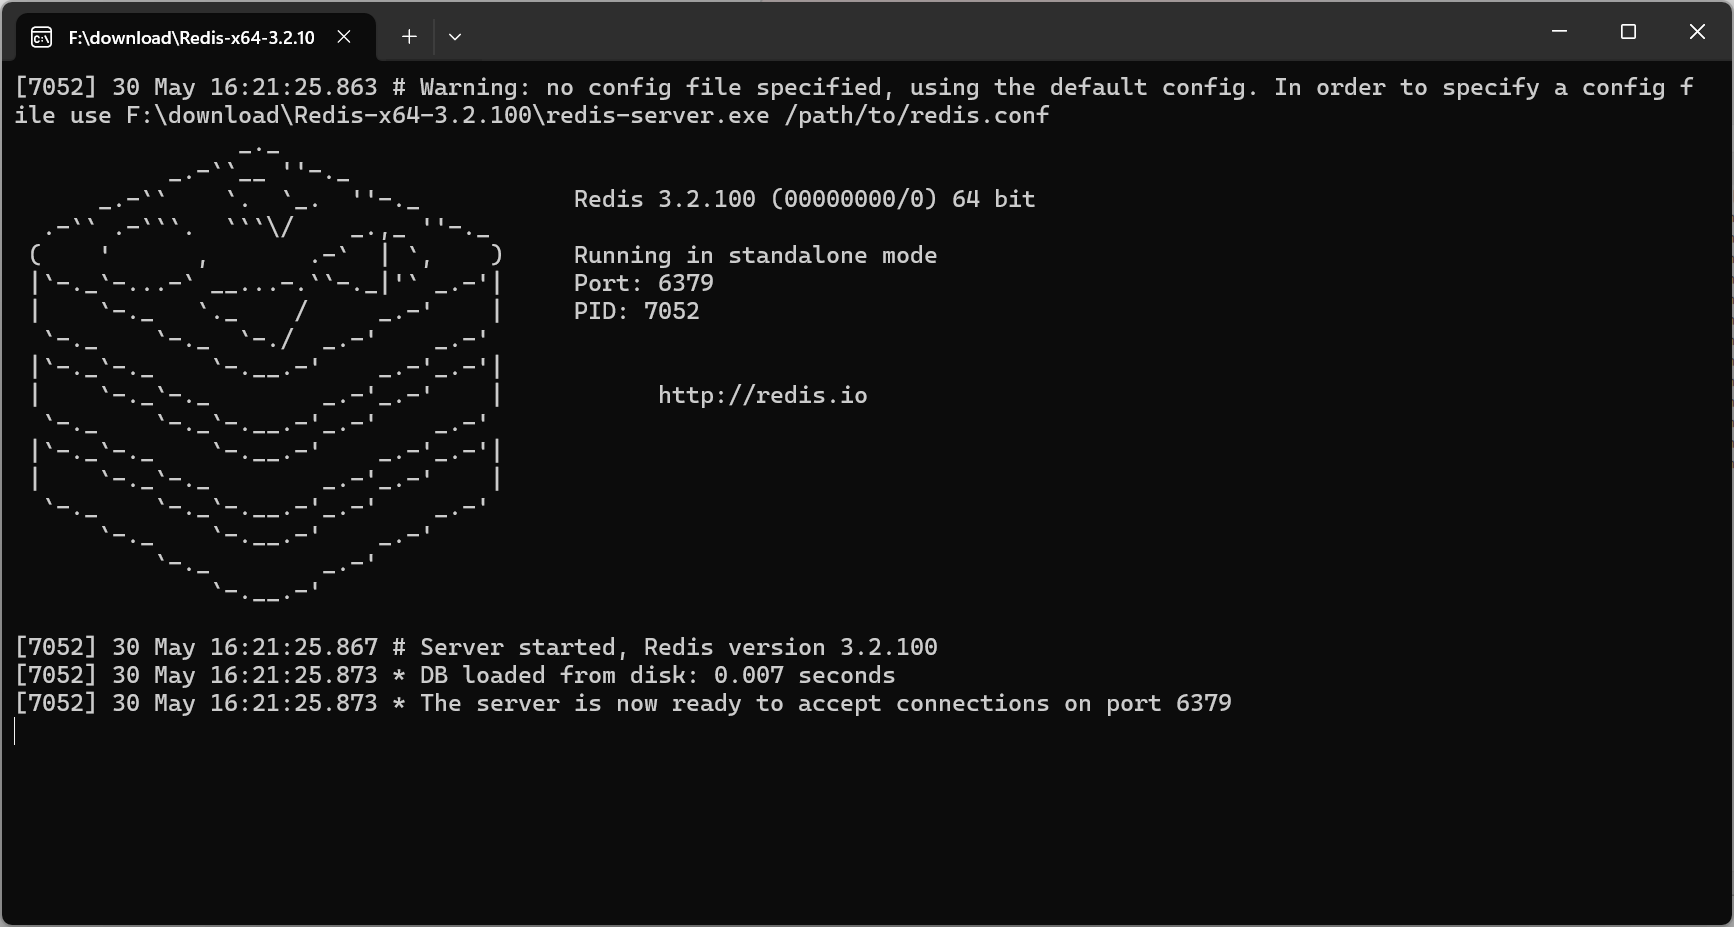 F:\download\Redis-x64-3.2.10
[7052] 30 May 16:21:25.863 # Warning: no config file specified, using the default config. In order to specify a config f
ile use F:\download\Redis-x64-3.2.100\redis-server.exe /path/to/redis.conf
Redis 3.2.100 (00000000/0) 64 bit
Running in standalone mode
Port: 6379
PID: 7052
http://redis.io
[7052] 30 May 16:21:25.867 # Server started, Redis version 3.2.100
[7052] 30 May 16:21:25.873 * DB loaded from disk: 0.007 seconds
[7052] 30 May 16:21:25.873 * The server is now ready to accept connections on port 6379